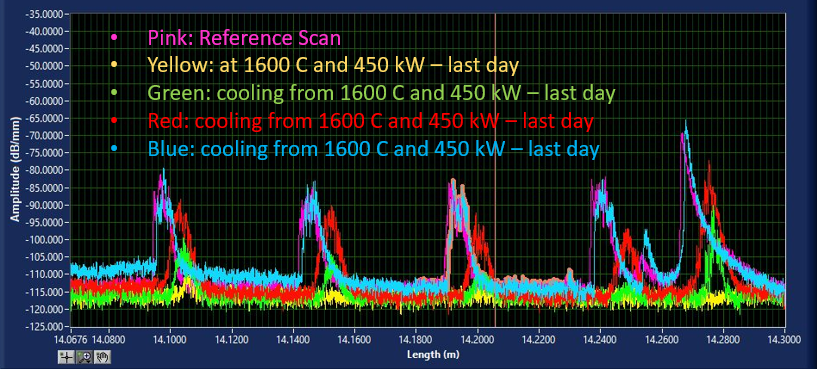 -35.0000
-40.0000
-45.0000
-50.0000
-55.0000
-60.0000
-65.0000
-70.0000
-75.0000
-80.0000
-85.0000
-90.0000
-95.0000
-100.0000
-105.0000
-110.0000
-115.0000
-120.0000
-125.000
Amplitude (dB/mm)
• Pink: Reference Scan
• Yellow: at 1600 C and 450 kW – last day
• Green: cooling from 1600 C and 450 kW – last day
• Red: cooling from 1600 C and 450 kW – last day
• Blue: cooling from 1600 C and 450 kW – last day
14.0676 14.0800 14.1000 14.1200 14.1400 14.1600 14.1800 14.2000 14.2200 14.2400 14.2600 14.2800 14.3000
Length (m)